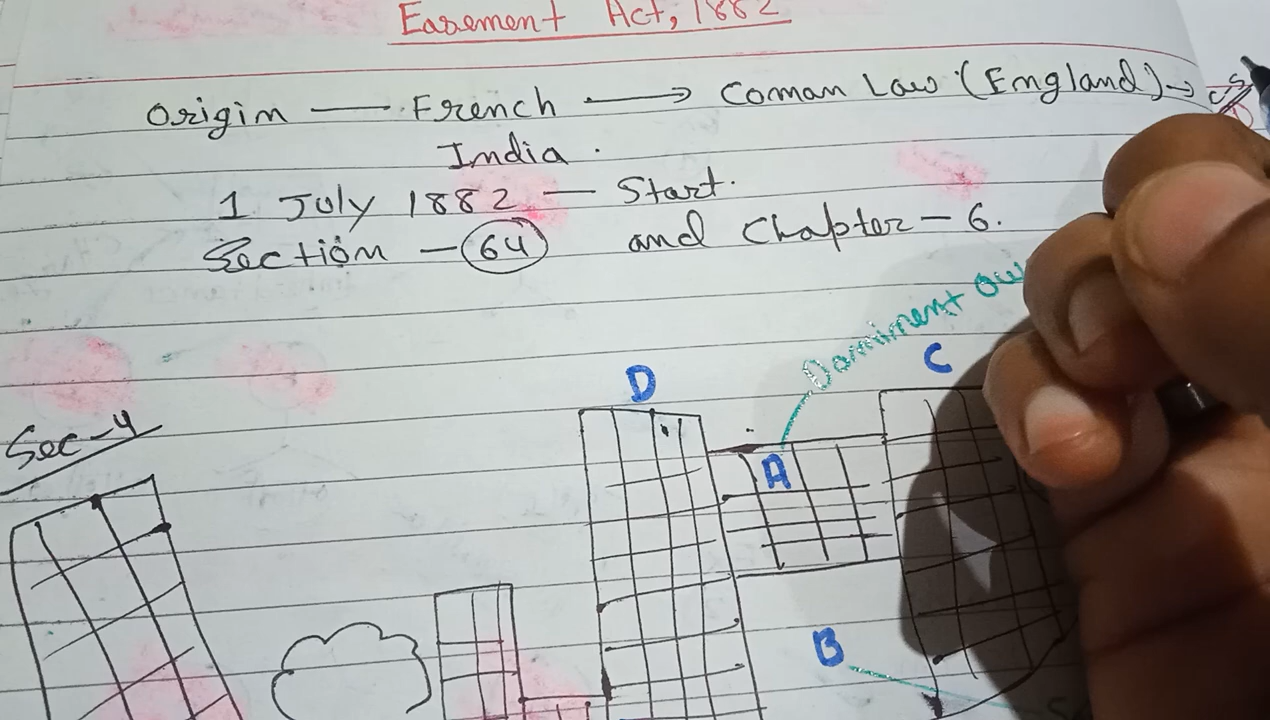 Easement Act, 1882
Origin — French → Coman Law (England) →
India.
1 July 1882 — Start.
Section - 64 and Chapter - 6.
Dominent
D
C
Sec-4
A
B